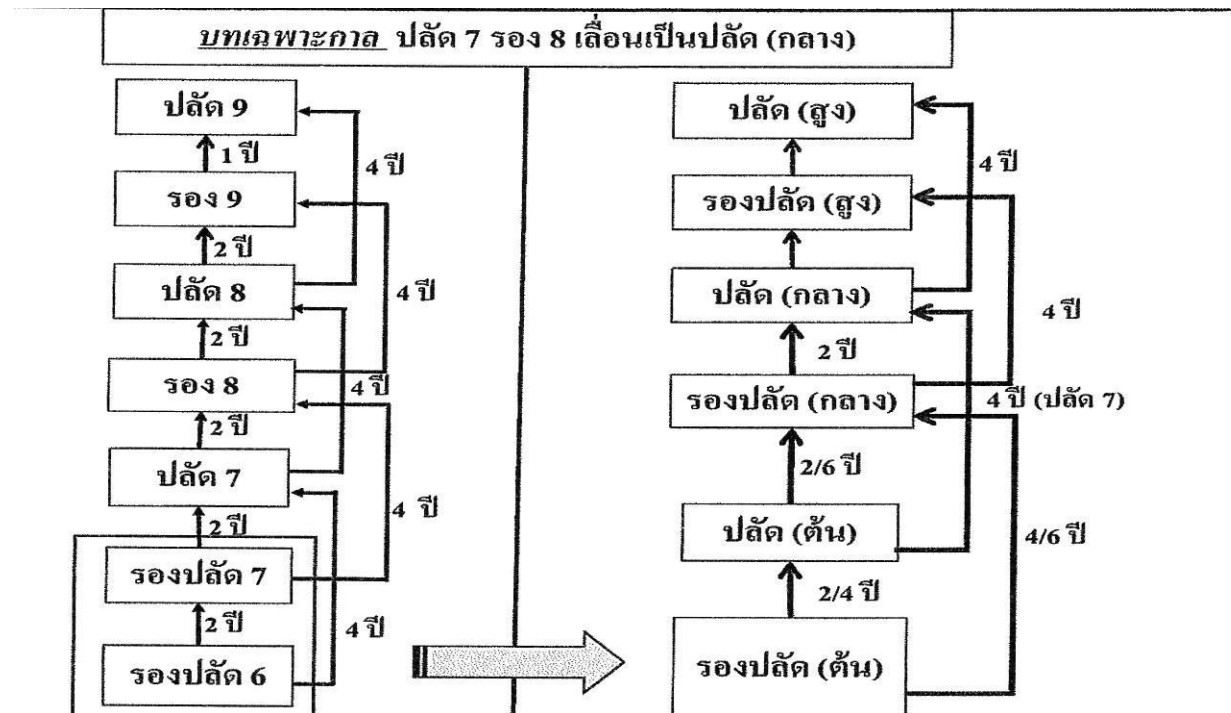 บทเฉพาะกาล ปลัด 7 รอง 8 เลื่อนเป็นปลัด (กลาง)
ปลัด 9
1 ปี
4 ปี
รอง 9
2 ปี
ปลัด 8
4 ปี
2 ปี
รอง 8
4 ปี
2 ปี
ปลัด 7
4 ปี
2 ปี
รองปลัด 7
2 ปี
4 ปี
รองปลัด 6
ปลัด (สูง)
4 ปี
รองปลัด (สูง)
ปลัด (กลาง)
4 ปี
2 ปี
รองปลัด (กลาง)
4 ปี (ปลัด 7)
2/6 ปี
ปลัด (ต้น)
4/6 ปี
2/4 ปี
รองปลัด (ต้น)